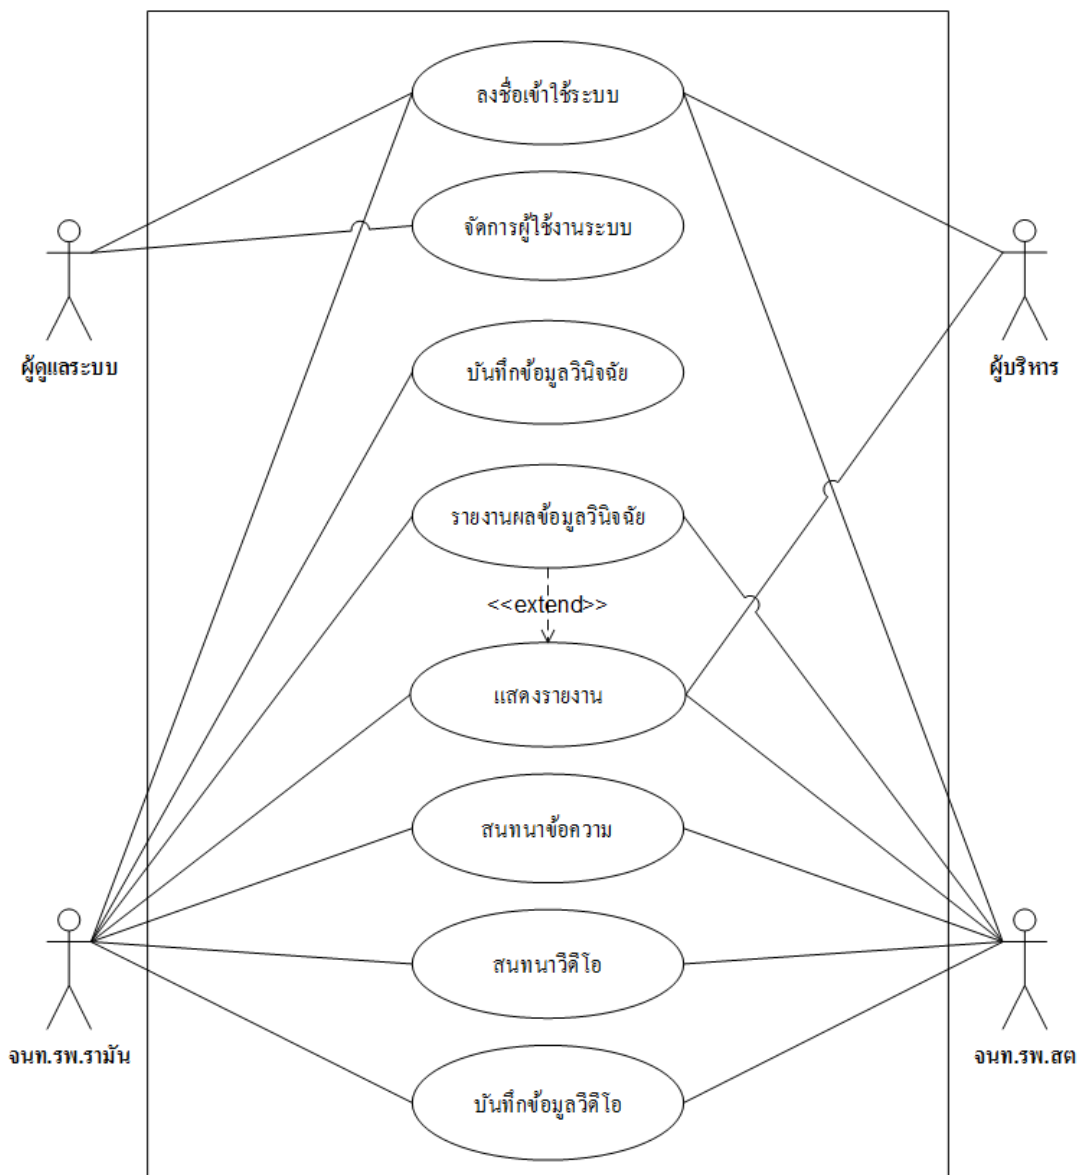 ลงชื่อเข้าใช้ระบบ
จัดการผู้ใช้งานระบบ
ผู้ดูแลระบบ
ผู้บริหาร
บันทึกข้อมูลวินิจฉัย
รายงานผลข้อมูลวินิจฉัย
<<extend>>
แสดงรายงาน
สนทนาข้อความ
สนทนาวีดีโอ
จนท.รพ.รามัน
จนท.รพ.สต
บันทึกข้อมูลวีดีโอ